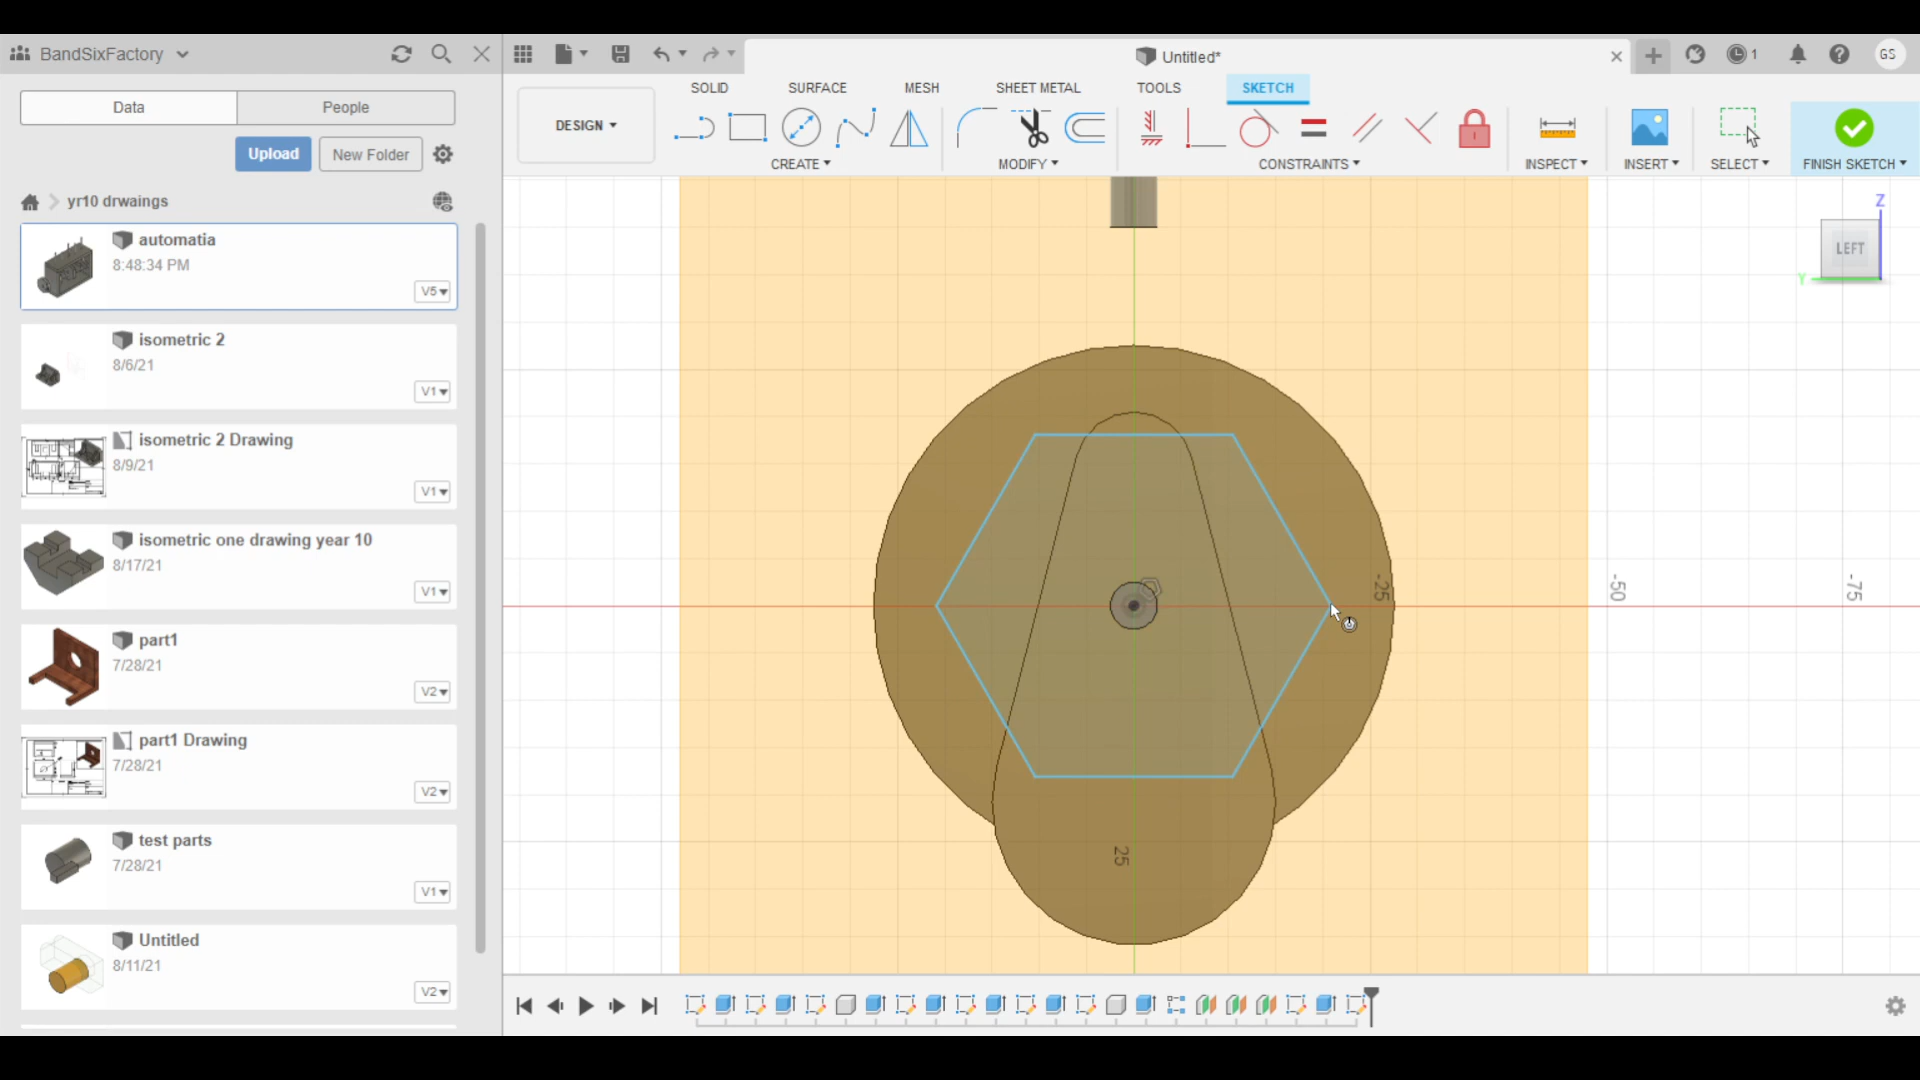 BandSixFactory
Untitled*
1
GS
Data
People
Upload
New Folder
yr10 drwaings
automatia
8:48:34 PM
V5
isometric 2
8/6/21
V1
isometric 2 Drawing
8/9/21
V1
isometric one drawing year 10
8/17/21
V1
part1
7/28/21
V2
part1 Drawing
7/28/21
V2
test parts
7/28/21
V1
Untitled
8/11/21
V2
SOLID
SURFACE
MESH
SHEET METAL
TOOLS
SKETCH
DESIGN
CREATE
MODIFY
CONSTRAINTS
INSPECT
INSERT
SELECT
FINISH SKETCH
Z
LEFT
Y
-25
-50
-75
25